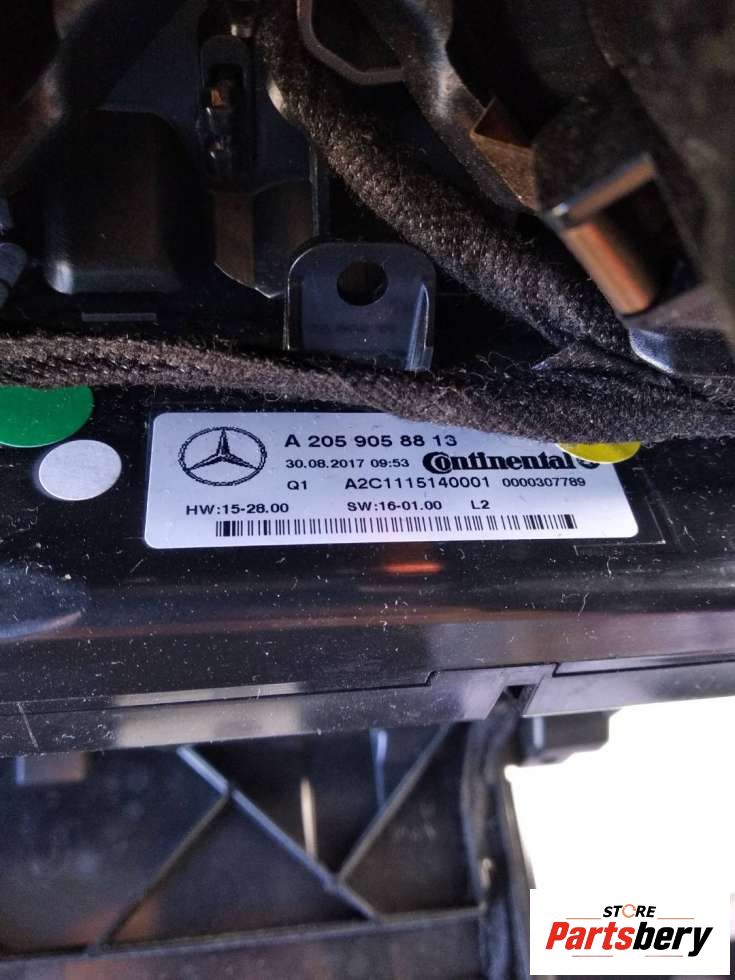 A 205 905 88 13
30.08.2017 09:53 Continental
Q1 A2C1115140001 0000307789
HW:15-28.00 SW:16-01.00 L2
STORE
Partsbery